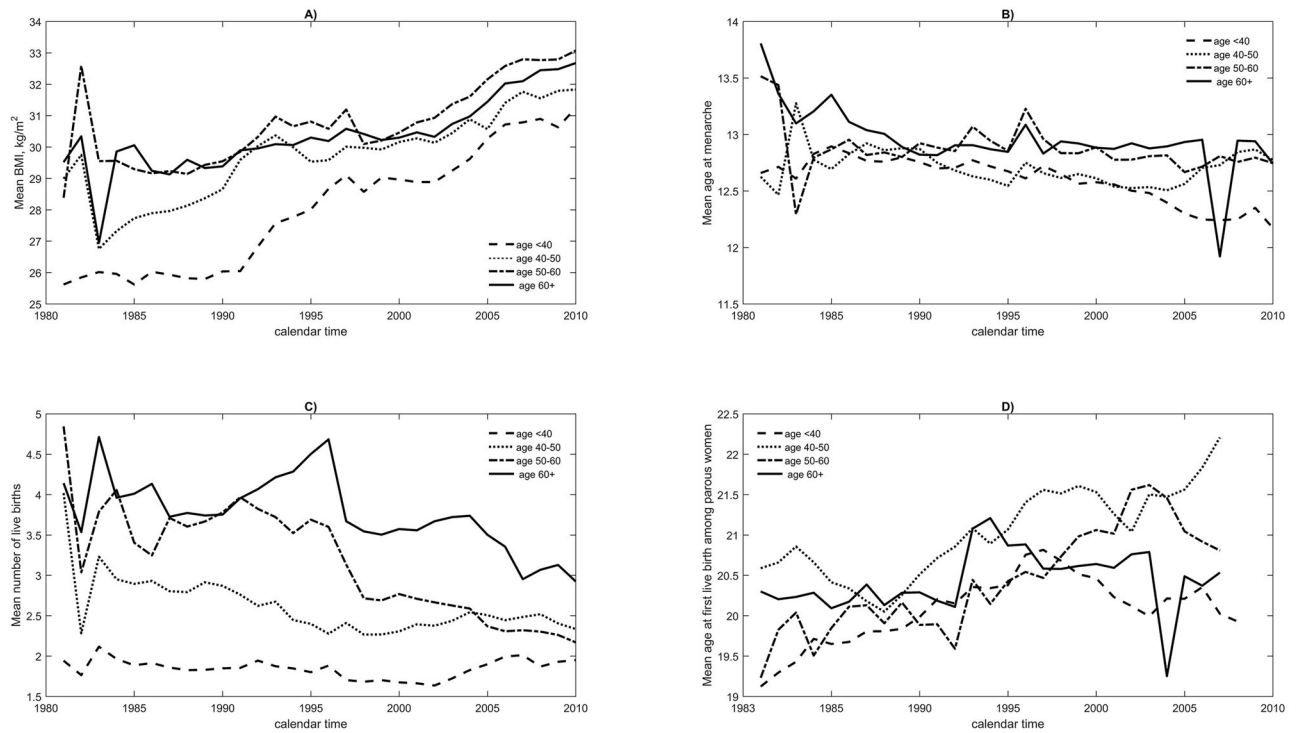 A)
34
33
32
31
30
29
28
27
26
25
Mean BMI, kg/m²
age <40
age 40-50
age 50-60
age 60+
1980 1985 1990 1995 2000 2005 2010
calendar time
B)
14
13.5
13
12.5
12
11.5
Mean age at menarche
age <40
age 40-50
age 50-60
age 60+
1980 1985 1990 1995 2000 2005 2010
calendar time
C)
5
4.5
4
3.5
3
2.5
2
1.5
Mean number of live births
age <40
age 40-50
age 50-60
age 60+
1980 1985 1990 1995 2000 2005 2010
calendar time
D)
22.5
22
21.5
21
20.5
20
19.5
19
Mean age at first live birth among parous women
age <40
age 40-50
age 50-60
age 60+
1983 1985 1990 1995 2000 2005 2010
calendar time